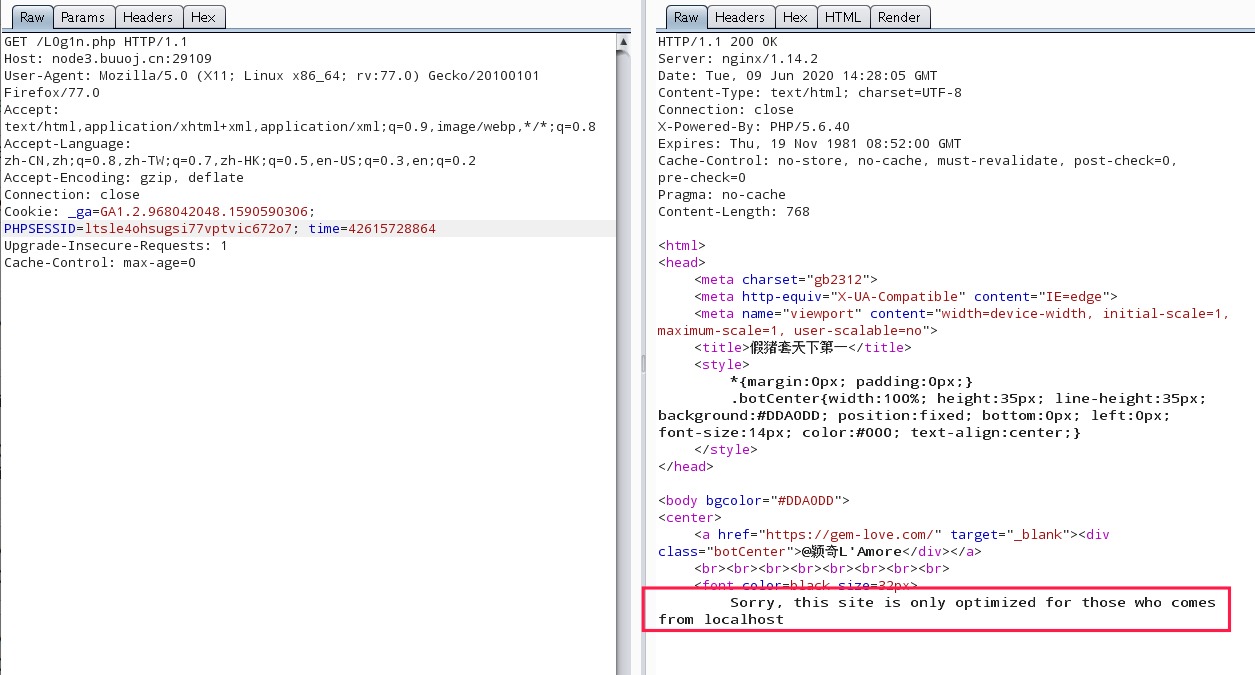 Raw Params Headers Hex
GET /L0g1n.php HTTP/1.1
Host: node3.buuoj.cn:29109
User-Agent: Mozilla/5.0 (X11; Linux x86_64; rv:77.0) Gecko/20100101
Firefox/77.0
Accept:
text/html,application/xhtml+xml,application/xml;q=0.9,image/webp,*/*;q=0.8
Accept-Language:
zh-CN,zh;q=0.8,zh-TW;q=0.7,zh-HK;q=0.5,en-US;q=0.3,en;q=0.2
Accept-Encoding: gzip, deflate
Connection: close
Cookie: _ga=GA1.2.968042048.1590590306;
PHPSESSID=ltsle4ohsugsi77vptvic672o7; time=42615728864
Upgrade-Insecure-Requests: 1
Cache-Control: max-age=0
Raw Headers Hex HTML Render
HTTP/1.1 200 OK
Server: nginx/1.14.2
Date: Tue, 09 Jun 2020 14:28:05 GMT
Content-Type: text/html; charset=UTF-8
Connection: close
X-Powered-By: PHP/5.6.40
Expires: Thu, 19 Nov 1981 08:52:00 GMT
Cache-Control: no-store, no-cache, must-revalidate, post-check=0,
pre-check=0
Pragma: no-cache
Content-Length: 768
<html>
<head>
<meta charset="gb2312">
<meta http-equiv="X-UA-Compatible" content="IE=edge">
<meta name="viewport" content="width=device-width, initial-scale=1,
maximum-scale=1, user-scalable=no">
<title>假猪套天下第一</title>
<style>
*{margin:0px; padding:0px;}
.botCenter{width:100%; height:35px; line-height:35px;
background:#DDA0DD; position:fixed; bottom:0px; left:0px;
font-size:14px; color:#000; text-align:center;}
</style>
</head>
<body bgcolor="#DDA0DD">
<center>
<a href="https://gem-love.com/" target="_blank"><div
class="botCenter">@颖奇L'Amore</div></a>
<br><br><br><br><br><br><br><br>
<font color=black size=32px>
Sorry, this site is only optimized for those who comes
from localhost